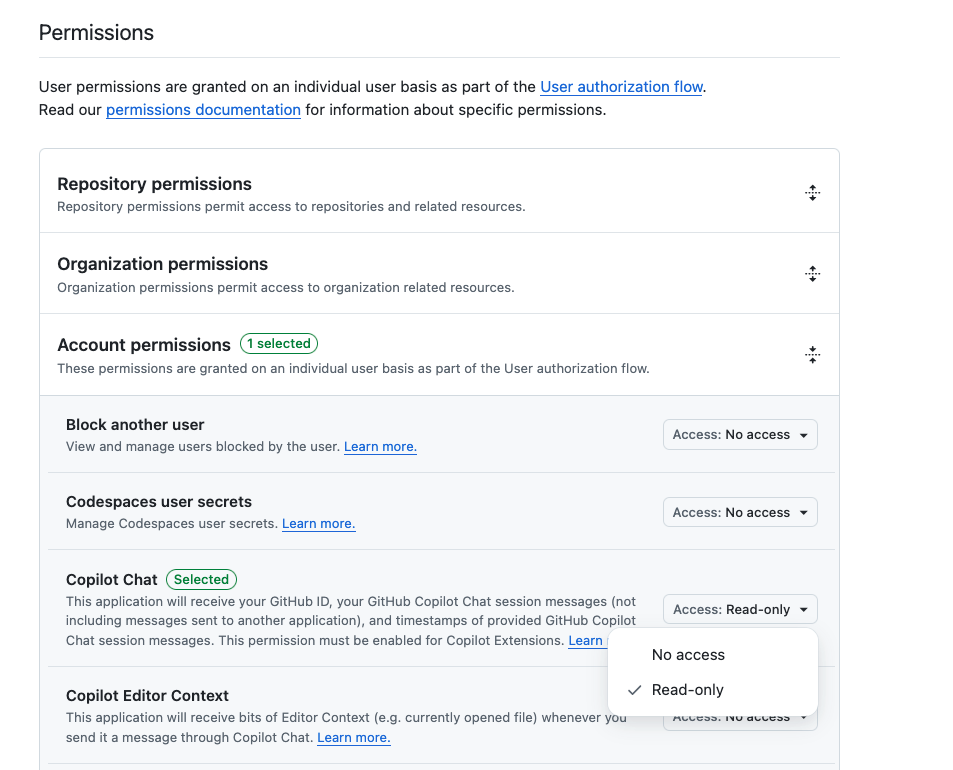 Permissions
User permissions are granted on an individual user basis as part of the User authorization flow.
Read our permissions documentation for information about specific permissions.
Repository permissions
Repository permissions permit access to repositories and related resources.
Organization permissions
Organization permissions permit access to organization related resources.
Account permissions 1 selected
These permissions are granted on an individual user basis as part of the User authorization flow.
Block another user
View and manage users blocked by the user. Learn more.
Access: No access
Codespaces user secrets
Manage Codespaces user secrets. Learn more.
Access: No access
Copilot Chat Selected
This application will receive your GitHub ID, your GitHub Copilot Chat session messages (not
including messages sent to another application), and timestamps of provided GitHub Copilot
Chat session messages. This permission must be enabled for Copilot Extensions. Learn
Access: Read-only
No access
Read-only
Copilot Editor Context
This application will receive bits of Editor Context (e.g. currently opened file) whenever you
send it a message through Copilot Chat. Learn more.
Access: No access